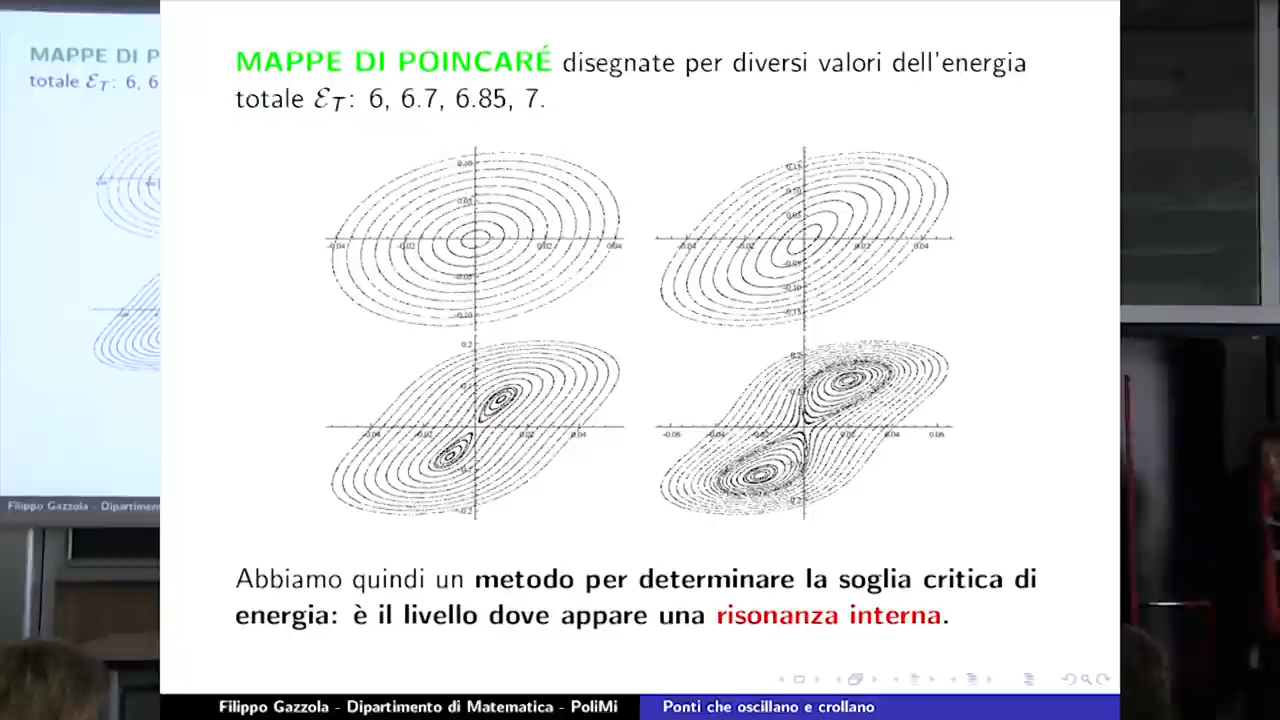 MAPPE DI POINCARÉ disegnate per diversi valori dell'energia
totale ℰT: 6, 6.7, 6.85, 7.
Abbiamo quindi un metodo per determinare la soglia critica di
energia: è il livello dove appare una risonanza interna.
Filippo Gazzola - Dipartimento di Matematica - PoliMi
Ponti che oscillano e crollano
MAPPE DI P
totale ℰT: 6, 6
Filippo Gazzola - Dipartimen